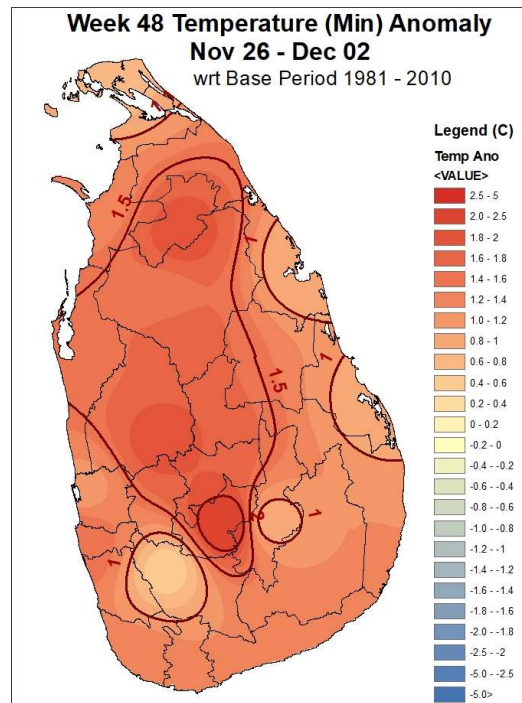 Week 48 Temperature (Min) Anomaly
Nov 26 - Dec 02
wrt Base Period 1981 - 2010
Legend (C)
Temp Ano
<VALUE>
2.5 - 5
2.0 - 2.5
1.8 - 2
1.6 - 1.8
1.4 - 1.6
1.2 - 1.4
1.0 - 1.2
0.8 - 1
0.6 - 0.8
0.4 - 0.6
0.2 - 0.4
0 - 0.2
-0.2 - 0
-0.4 - -0.2
-0.6 - -0.4
-0.8 - -0.6
-1.0 - -0.8
-1.2 - -1
-1.4 - -1.2
-1.6 - -1.4
-1.8 - -1.6
-2.0 - -1.8
-2.5 - -2
-5.0 - -2.5
-5.0>
1.5
1
1
1.5
2
1
1